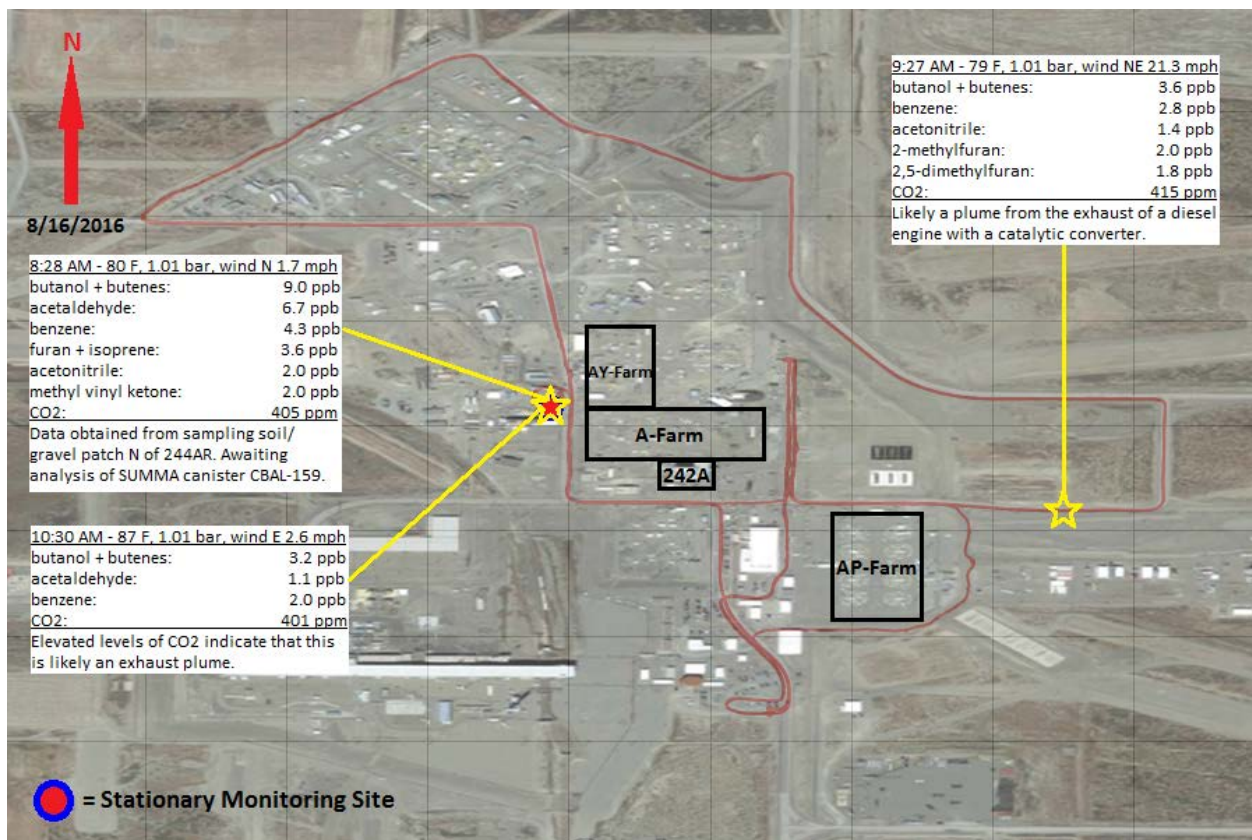 N
8/16/2016
8:28 AM - 80 F, 1.01 bar, wind N 1.7 mph
butanol + butenes: 9.0 ppb
acetaldehyde: 6.7 ppb
benzene: 4.3 ppb
furan + isoprene: 3.6 ppb
acetonitrile: 2.0 ppb
methyl vinyl ketone: 2.0 ppb
CO2: 405 ppm
Data obtained from sampling soil/
gravel patch N of 244AR. Awaiting
analysis of SUMMA canister CBAL-159.
10:30 AM - 87 F, 1.01 bar, wind E 2.6 mph
butanol + butenes: 3.2 ppb
acetaldehyde: 1.1 ppb
benzene: 2.0 ppb
CO2: 401 ppm
Elevated levels of CO2 indicate that this
is likely an exhaust plume.
9:27 AM - 79 F, 1.01 bar, wind NE 21.3 mph
butanol + butenes: 3.6 ppb
benzene: 2.8 ppb
acetonitrile: 1.4 ppb
2-methylfuran: 2.0 ppb
2,5-dimethylfuran: 1.8 ppb
CO2: 415 ppm
Likely a plume from the exhaust of a diesel
engine with a catalytic converter.
AY-Farm
A-Farm
242A
AP-Farm
= Stationary Monitoring Site